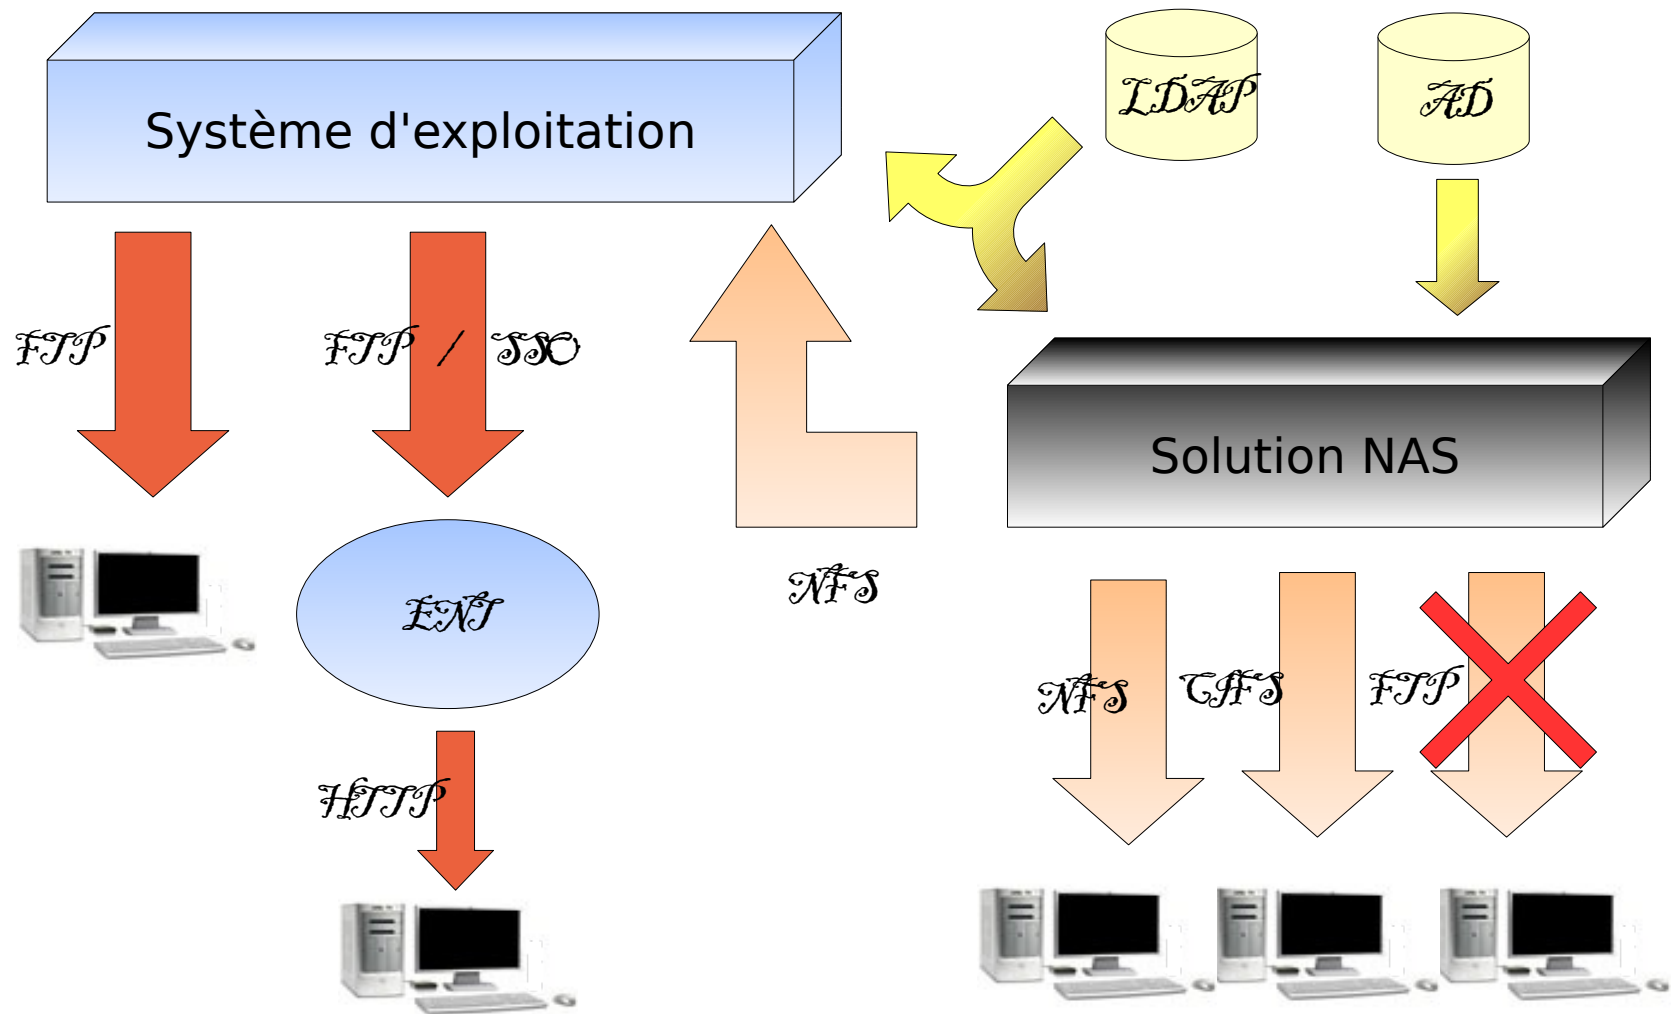 Système d'exploitation
LDAP
AD
FTP
FTP / SSO
Solution NAS
NFS
ENT
NFS
CIFS
FTP
HTTP